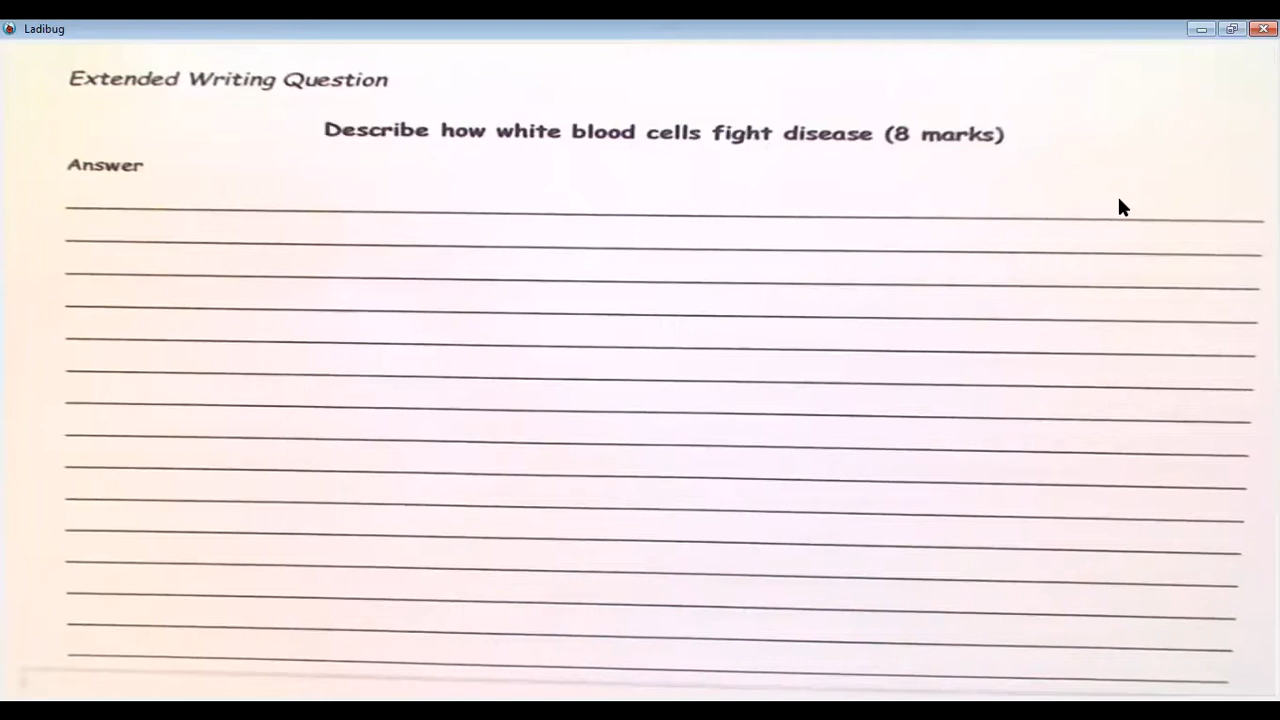 Ladibug
Extended Writing Question
Describe how white blood cells fight disease (8 marks)
Answer